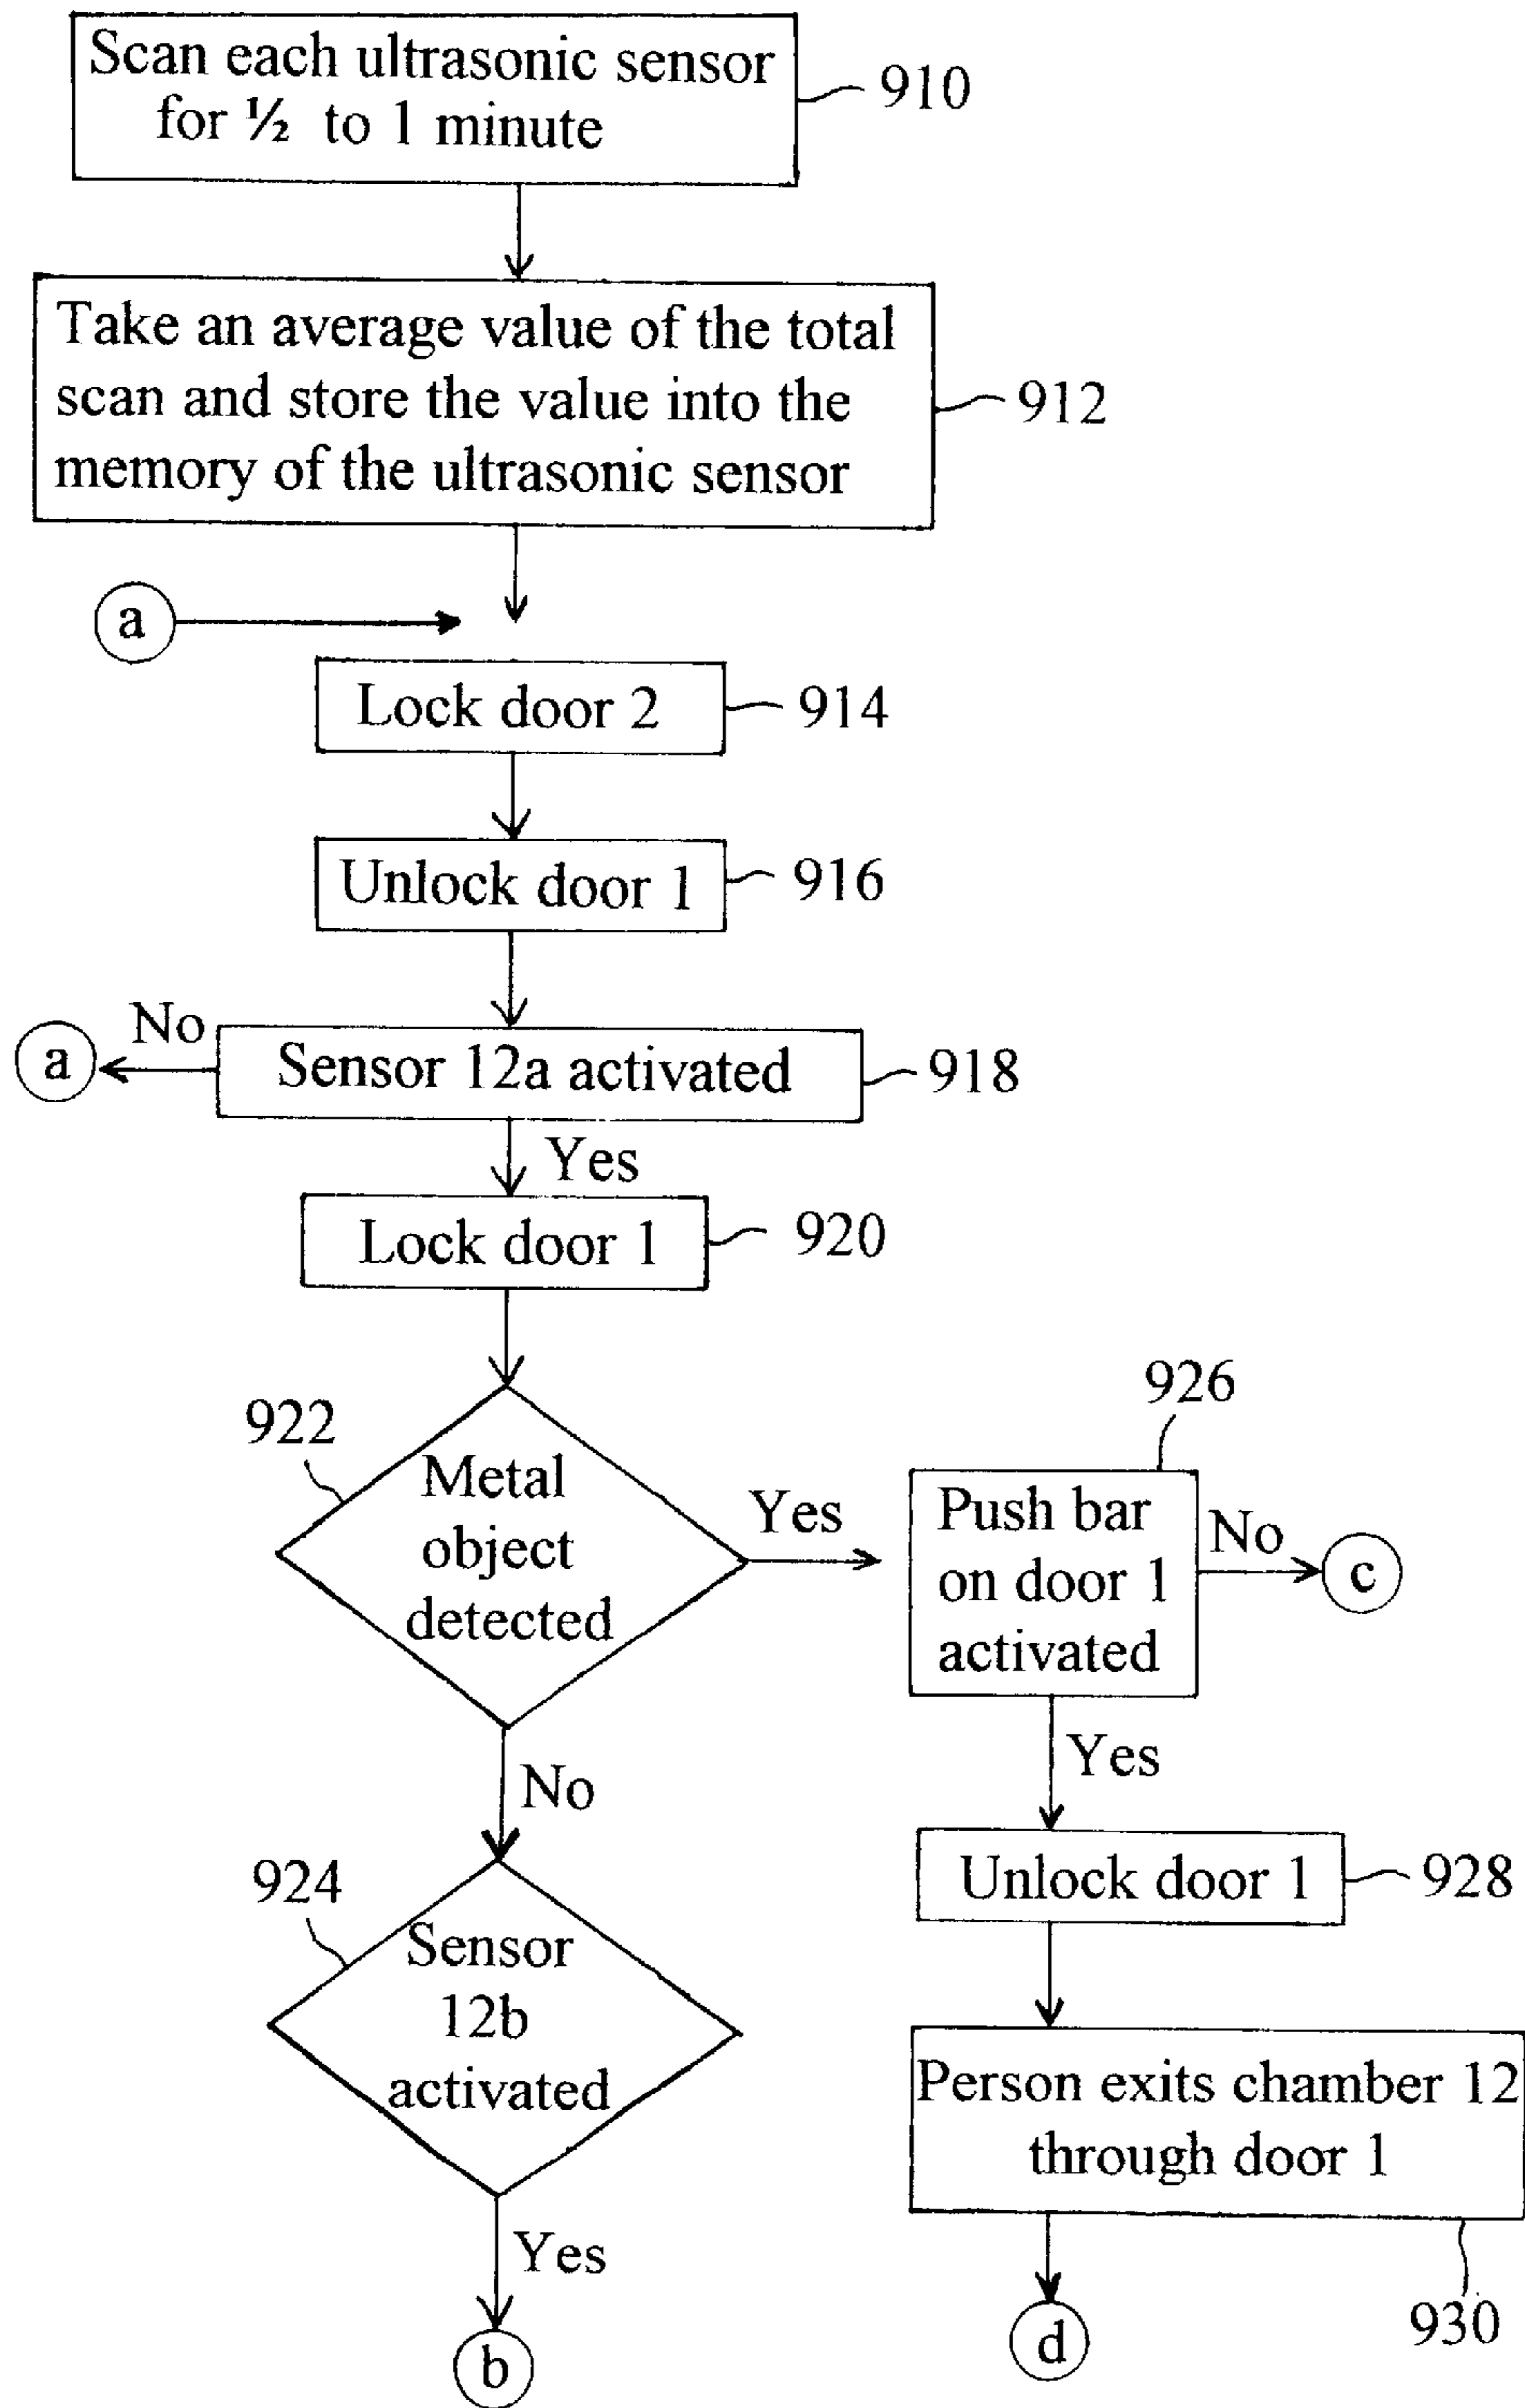 Scan each ultrasonic sensor
for ½ to 1 minute
910
Take an average value of the total
scan and store the value into the
memory of the ultrasonic sensor
912
a
Lock door 2
914
Unlock door 1
916
No
a
Sensor 12a activated
918
Yes
Lock door 1
920
922
Metal
object
detected
Yes
926
Push bar
on door 1
activated
No
c
No
Yes
924
Sensor
12b
activated
Unlock door 1
928
Person exits chamber 12
through door 1
930
Yes
b
d